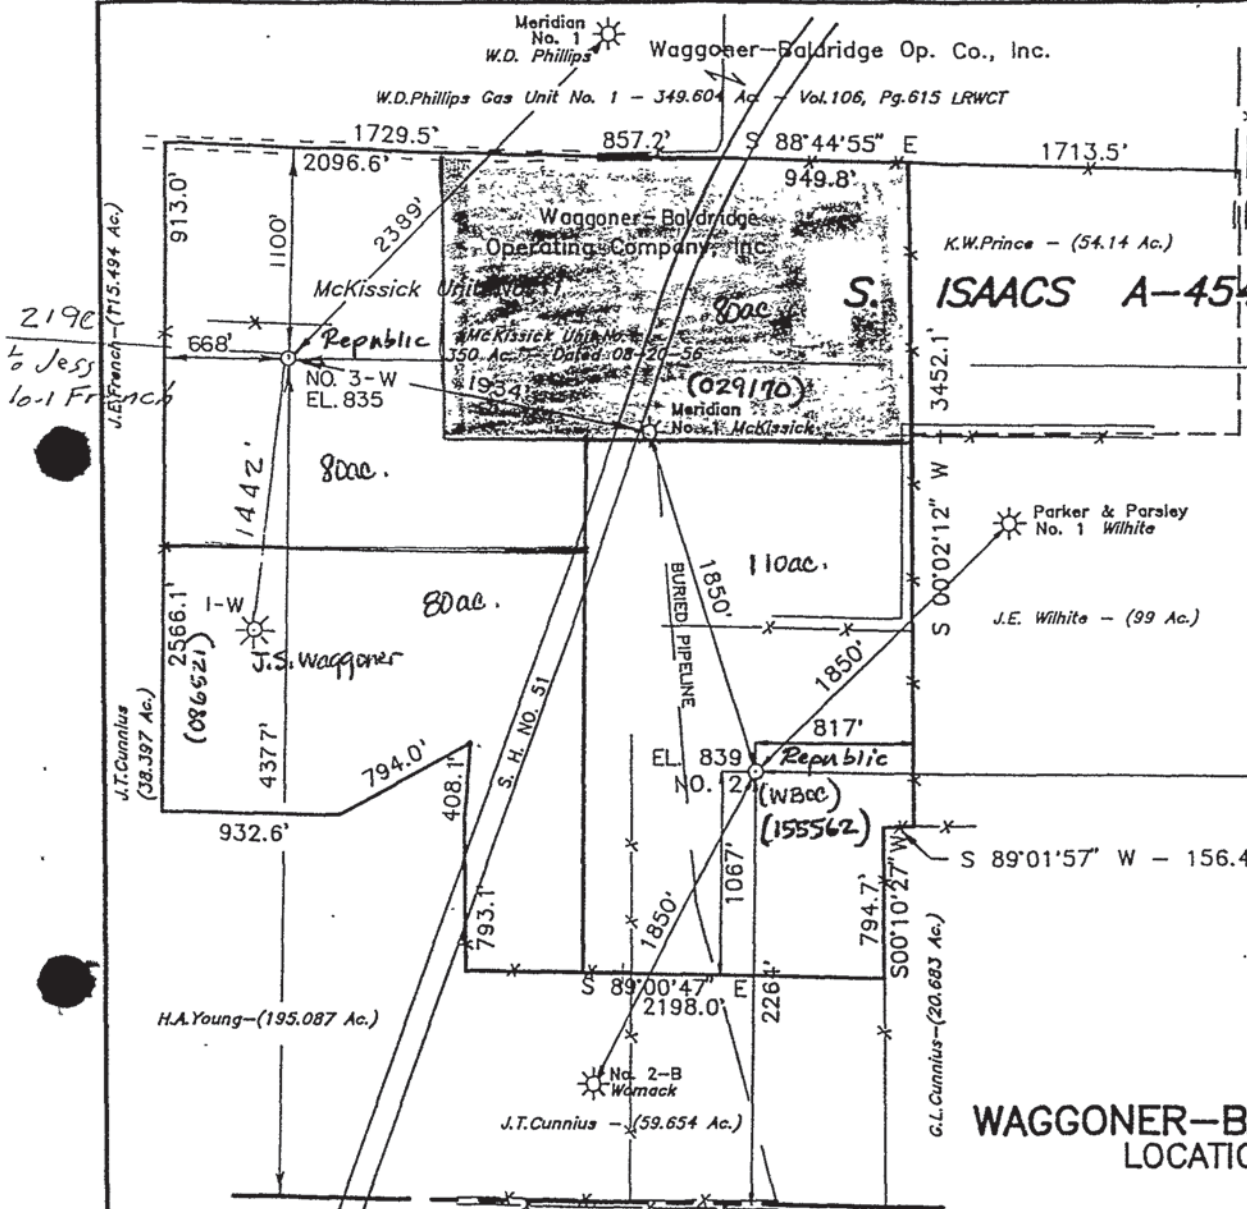 Meridian
No. 1
W.D. Phillips
Waggoner-Baldridge Op. Co., Inc.
W.D.Phillips Gas Unit No. 1 - 349.604 Ac - Vol.106, Pg.615 LRWCT
1729.5'
857.2'
S 88°44'55" E
1713.5'
2096.6'
949.8'
913.0'
1100'
2389'
J.E.French-(115.494 Ac.)
Waggoner-Baldridge
Operating Company, Inc.
K.W.Prince - (54.14 Ac.)
McKissick Unit No. 1
80ac
S. ISAACS A-454
219C
Jess
668'
Republic
McKissick Unit No.
350 Ac. Dated 08-20-56
3452.1'
NO. 3-W
EL. 835
1934'
(029170)
Meridian
No. 1 McKissick
80ac.
1442'
S 00°02'12" W
Parker & Parsley
No. 1 Wilhite
110ac.
1850'
BURIED PIPELINE
80ac.
2566.1'
1-W
J.S. Waggoner
(086521)
J.E. Wilhite - (99 Ac.)
1850'
S. H. NO. 51
817'
J.T.Cunnius
(38.397 Ac.)
4377'
794.0'
408.1'
EL. 839
NO. 2
Republic
(WBOC)
(155562)
932.6'
S 89°01'57" W - 156.4
1067'
794.7'
S00°10'27" W
793.1'
1850'
S 89°00'47" E
2198.0'
2264'
H.A.Young-(195.087 Ac.)
G.L.Cunnius-(20.683 Ac.)
No. 2-B
Womack
J.T.Cunnius - (59.654 Ac.)
WAGGONER-B
LOCATIO